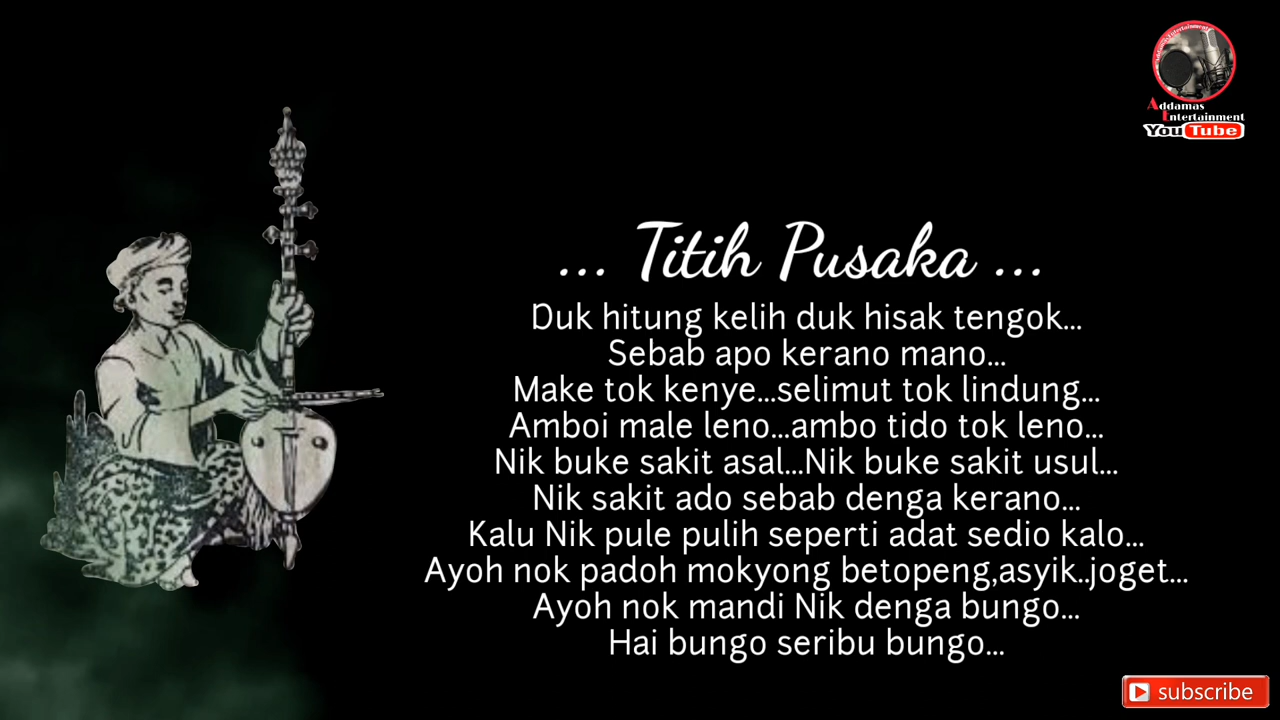 Addamas
Entertainment
YouTube
... Titih Pusaka ...
Duk hitung kelih duk hisak tengok...
Sebab apo kerano mano...
Make tok kenye...selimut tok lindung...
Amboi male leno...ambo tido tok leno...
Nik buke sakit asal...Nik buke sakit usul...
Nik sakit ado sebab denga kerano...
Kalu Nik pule pulih seperti adat sedio kalo...
Ayoh nok padoh mokyong betopeng,asyik..joget...
Ayoh nok mandi Nik denga bungo...
Hai bungo seribu bungo...
subscribe